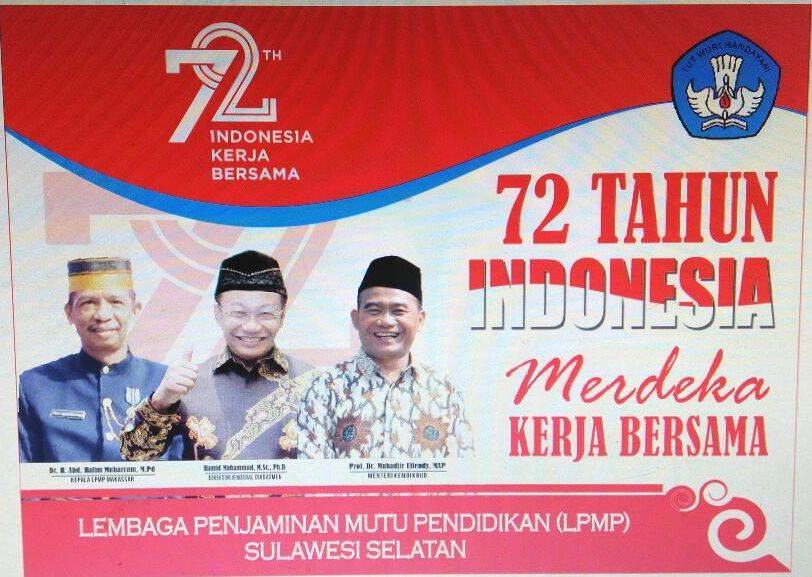 72TH
INDONESIA
KERJA
BERSAMA
TUT WURI HANDAYANI
72 TAHUN
INDONESIA
Merdeka
KERJA BERSAMA
Dr. H. Abd. Halim Muharram, M.Pd
KEPALA LPMP MAKASSAR
Hamid Muhammad, M.Sc., Ph.D
DIREKTUR JENDERAL DIKDASMEN
Prof. Dr. Muhadjir Effendy, MAP
MENTERI KEMDIKBUD
LEMBAGA PENJAMINAN MUTU PENDIDIKAN (LPMP)
SULAWESI SELATAN